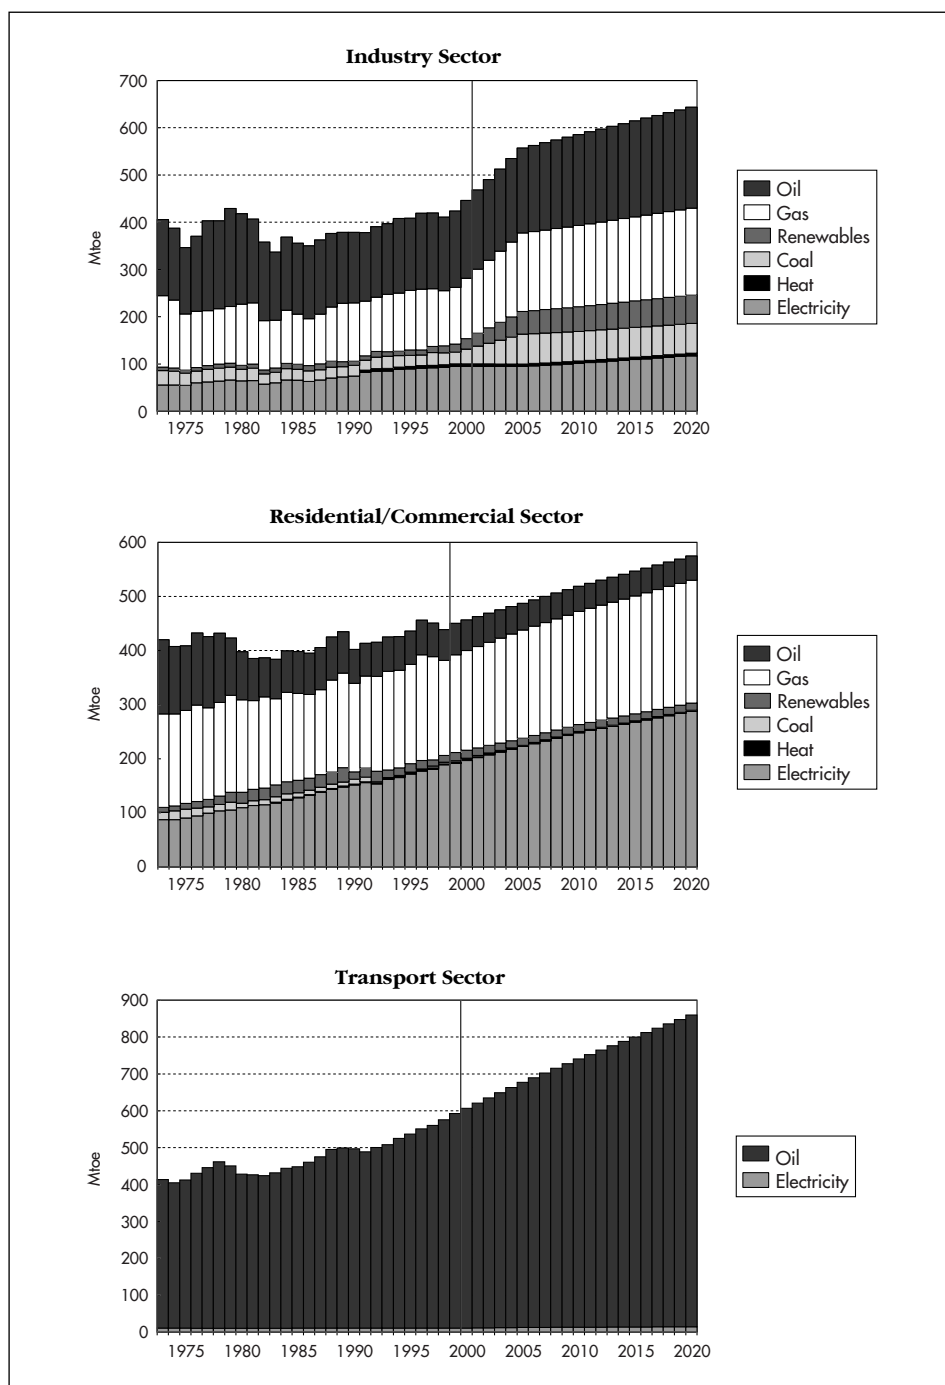 Industry Sector
700
600
500
400
300
200
100
0
Mtoe
1975 1980 1985 1990 1995 2000 2005 2010 2015 2020
Oil
Gas
Renewables
Coal
Heat
Electricity
Residential/Commercial Sector
600
500
400
300
200
100
0
Mtoe
1975 1980 1985 1990 1995 2000 2005 2010 2015 2020
Oil
Gas
Renewables
Coal
Heat
Electricity
Transport Sector
900
800
700
600
500
400
300
200
100
0
Mtoe
1975 1980 1985 1990 1995 2000 2005 2010 2015 2020
Oil
Electricity